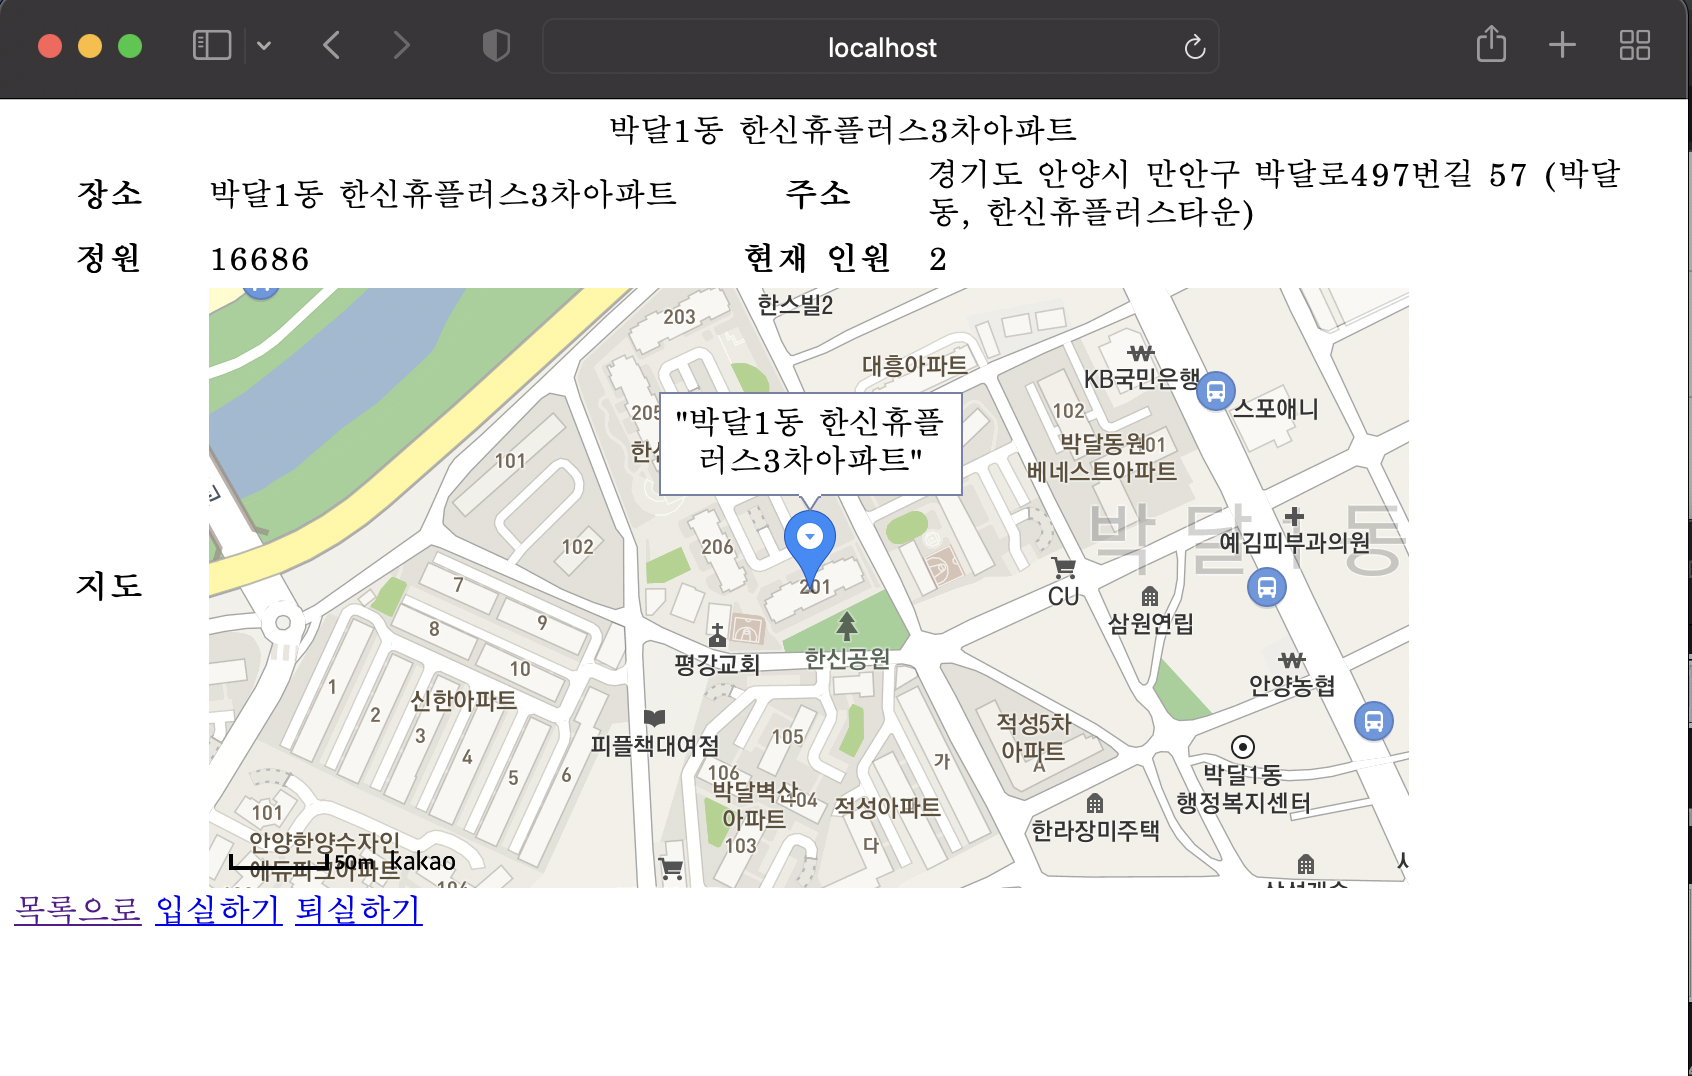 localhost
박달1동 한신휴플러스3차아파트
장소 박달1동 한신휴플러스3차아파트 주소 경기도 안양시 만안구 박달로497번길 57 (박달
동, 한신휴플러스타운)
정원 16686 현재 인원 2
지도
한스빌2
203
대흥아파트
KB국민은행
스포애니
205
102
박달동원
베네스트아파트
"박달1동 한신휴플
러스3차아파트"
101
102
206
201
박달1동
예김피부과의원
CU
삼원연립
7
8
9
10
평강교회
한신공원
안양농협
1
2
3
4
5
6
신한아파트
피플책대여점
105
106
박달벽산
아파트
104
103
가
적성아파트
다
적성5차
아파트
A
박달1동
행정복지센터
한라장미주택
101
안양한양수자인
에듀파크아파트
50m kakao
목록으로 입실하기 퇴실하기